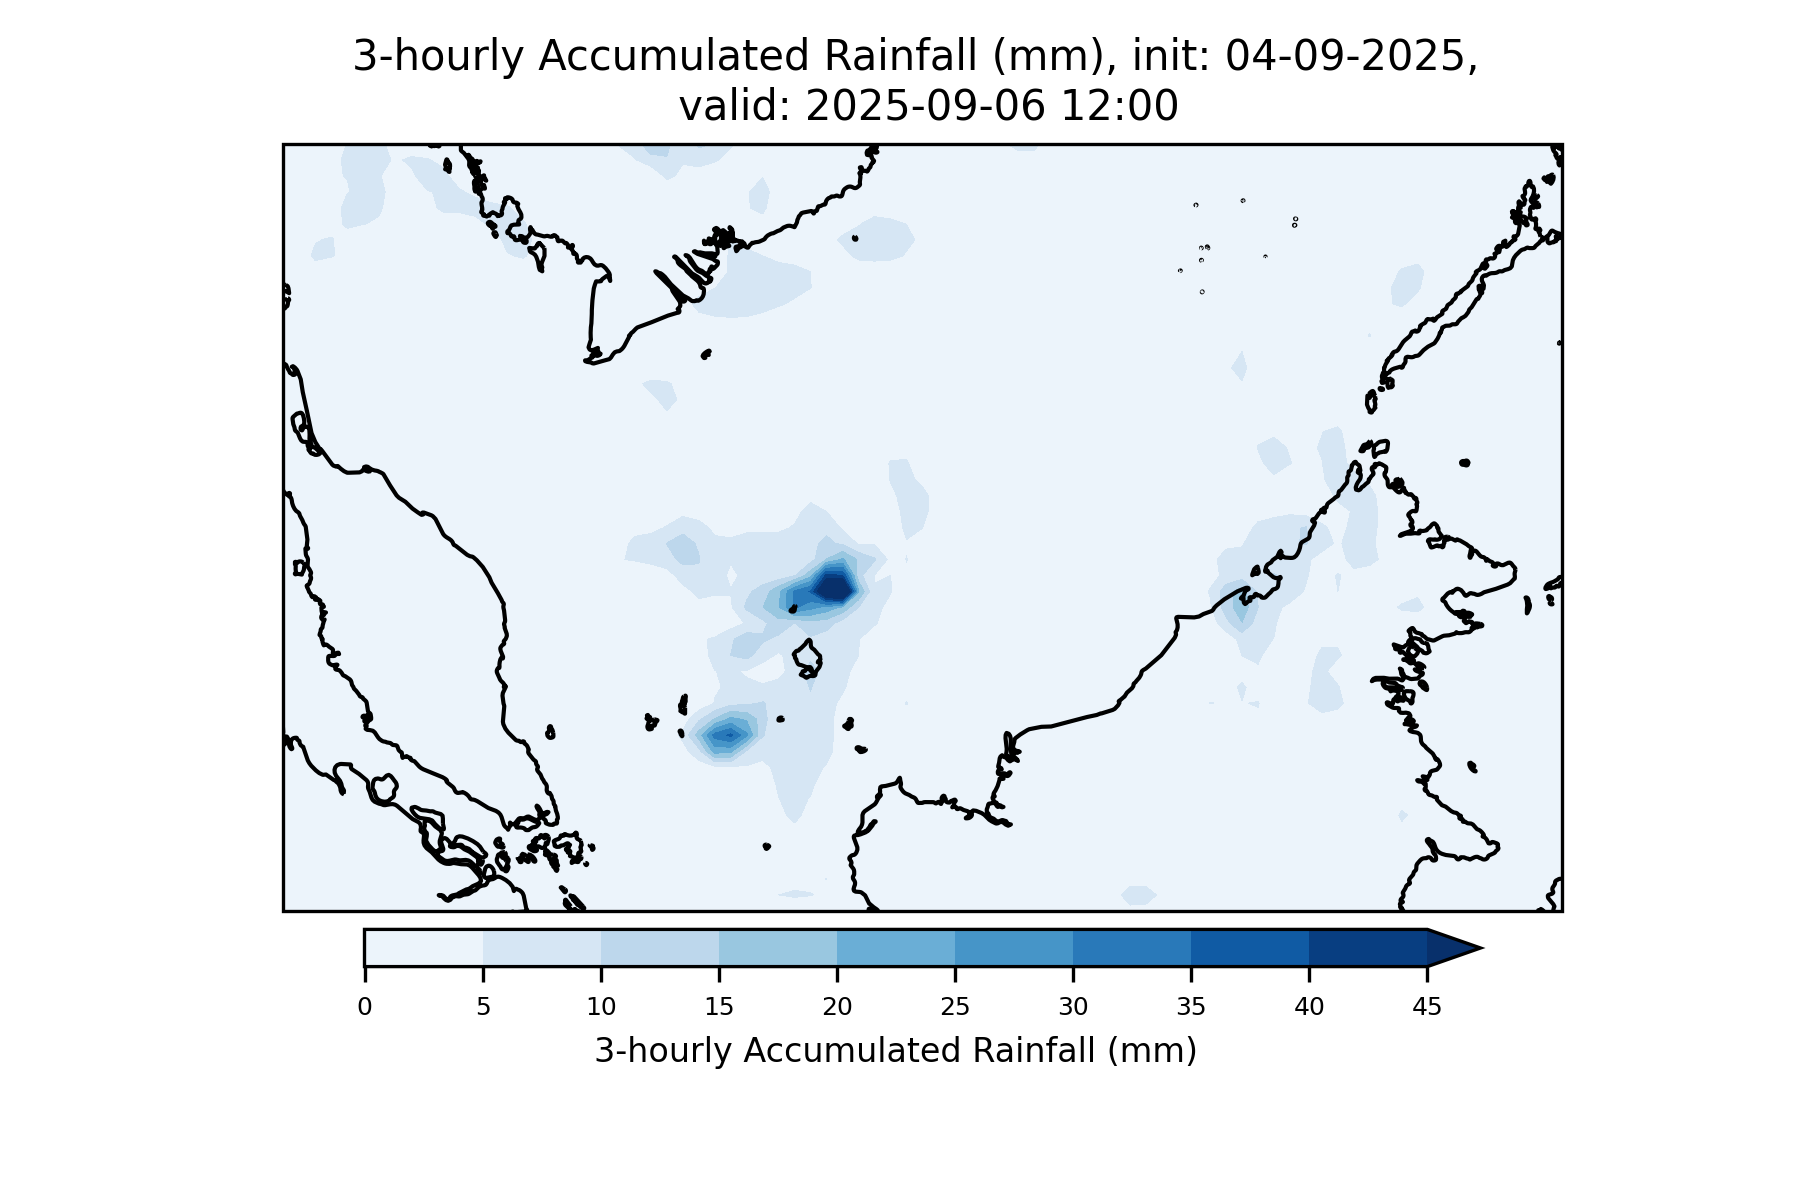 3-hourly Accumulated Rainfall (mm), init: 04-09-2025,
valid: 2025-09-06 12:00
0 5 10 15 20 25 30 35 40 45
3-hourly Accumulated Rainfall (mm)